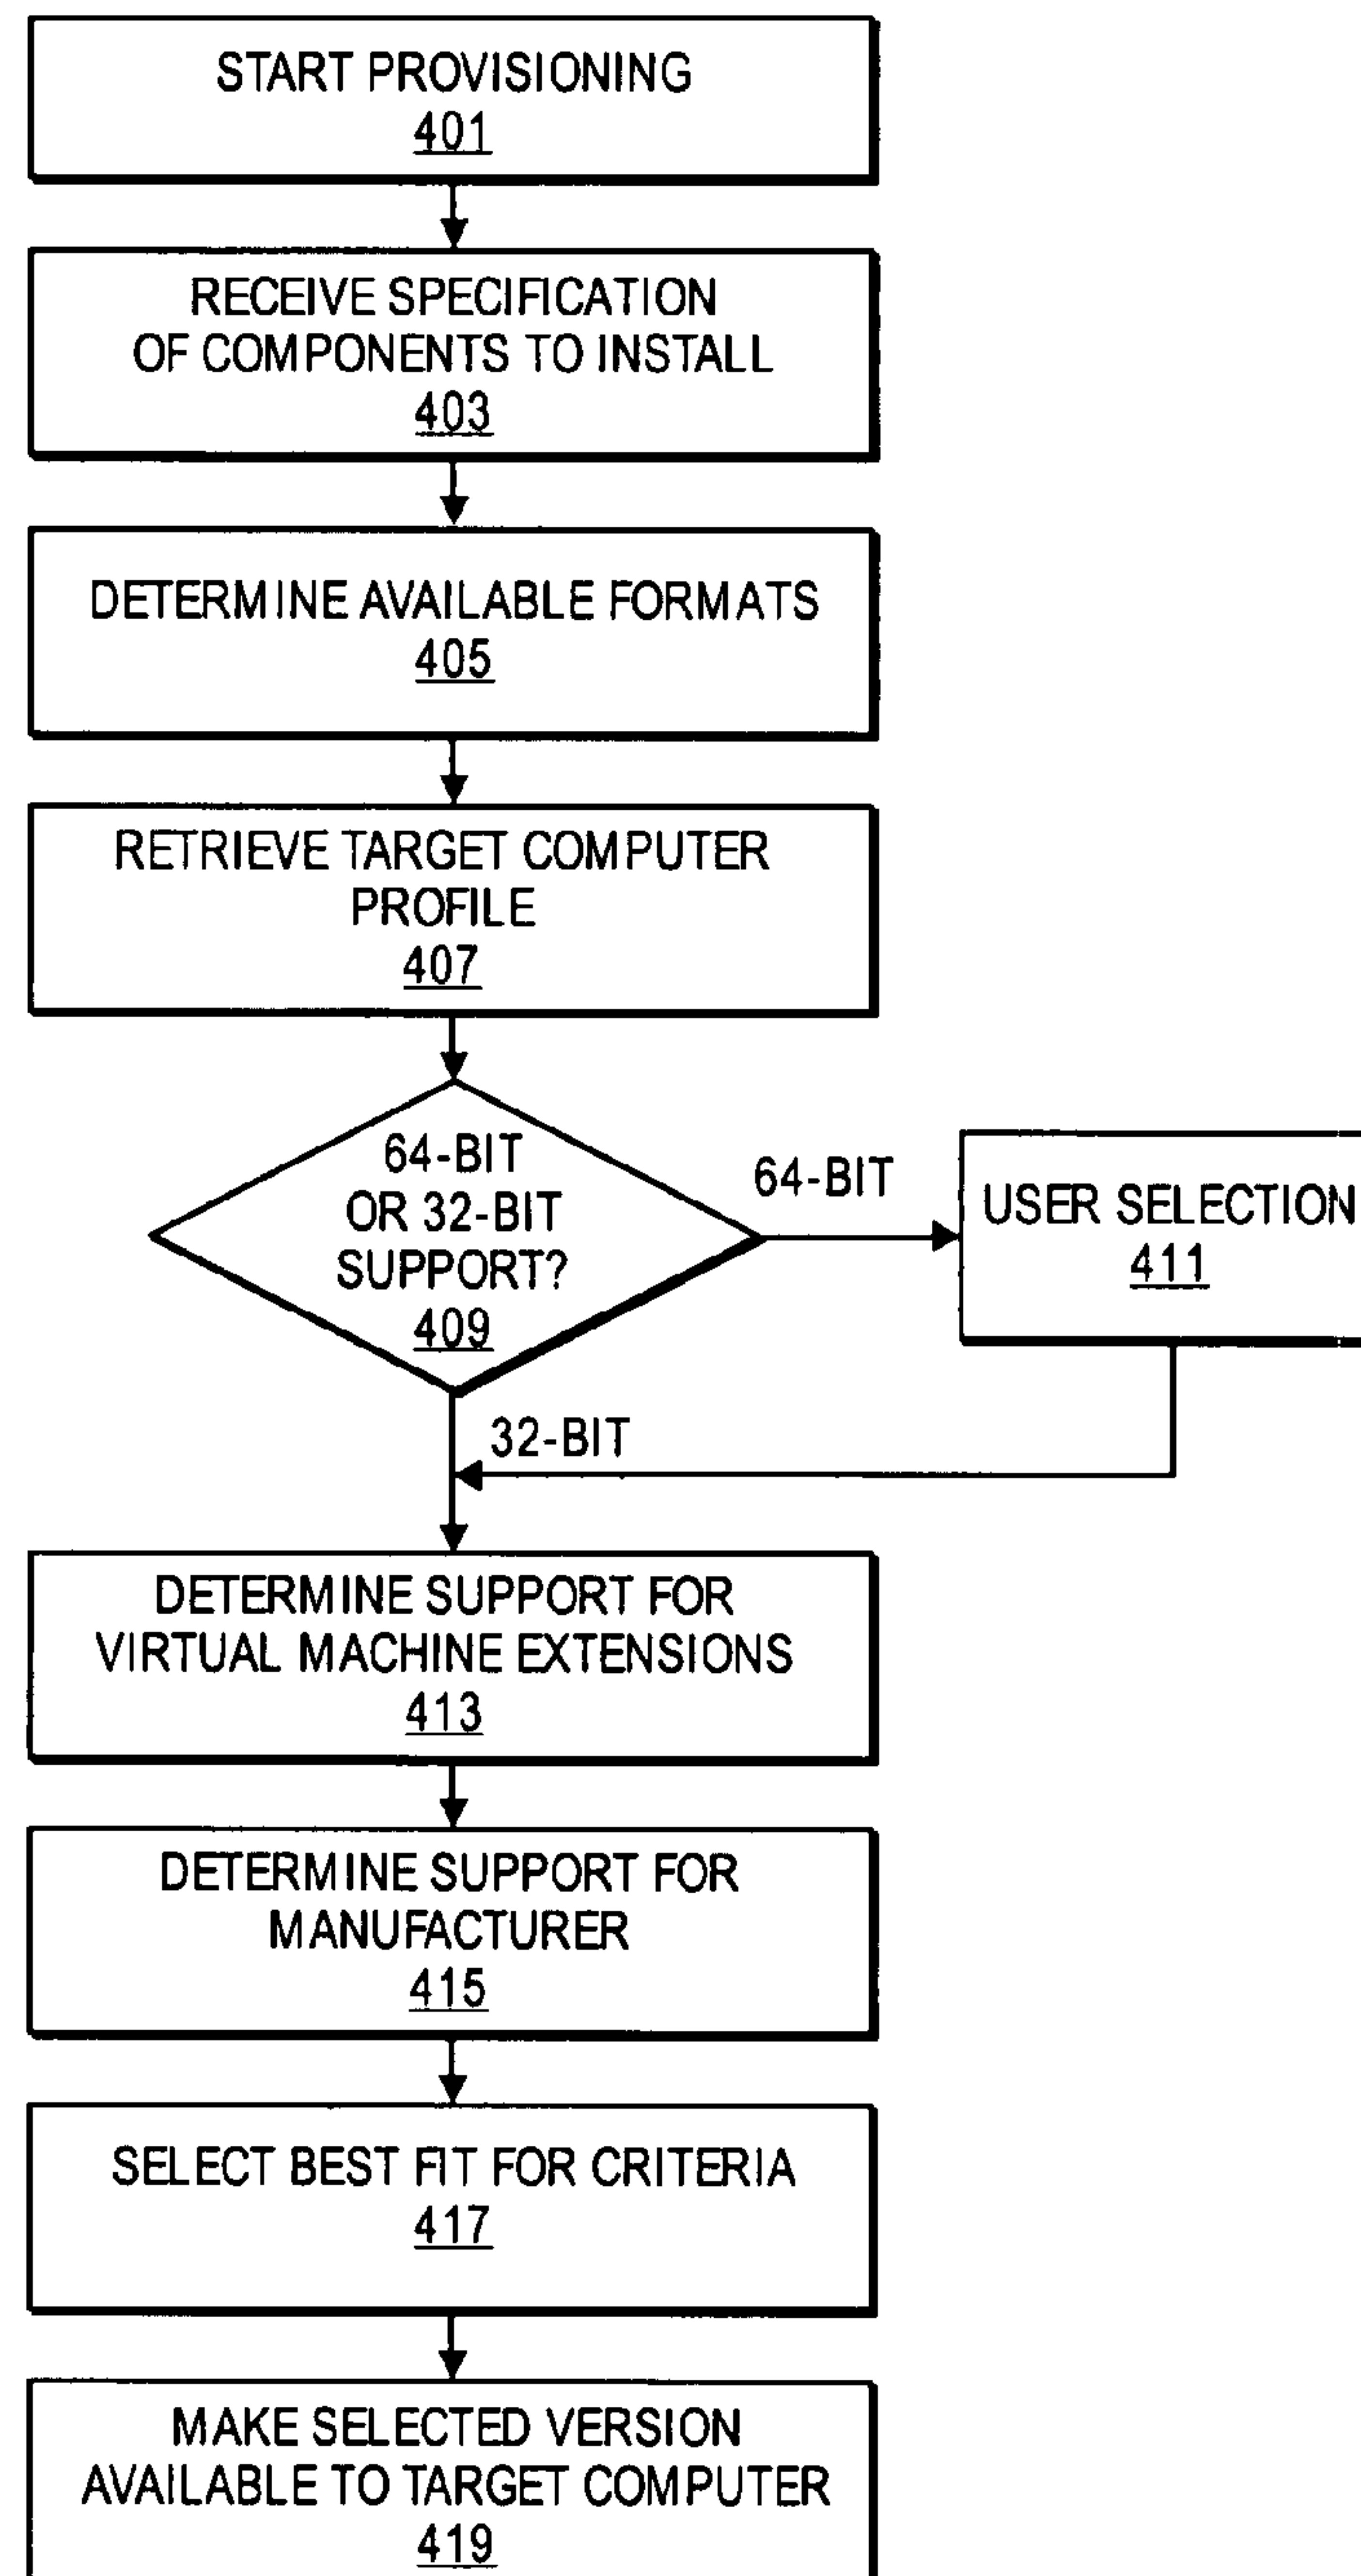 START PROVISIONING
401
RECEIVE SPECIFICATION
OF COMPONENTS TO INSTALL
403
DETERMINE AVAILABLE FORMATS
405
RETRIEVE TARGET COMPUTER
PROFILE
407
64-BIT
OR 32-BIT
SUPPORT?
409
64-BIT
USER SELECTION
411
32-BIT
DETERMINE SUPPORT FOR
VIRTUAL MACHINE EXTENSIONS
413
DETERMINE SUPPORT FOR
MANUFACTURER
415
SELECT BEST FIT FOR CRITERIA
417
MAKE SELECTED VERSION
AVAILABLE TO TARGET COMPUTER
419